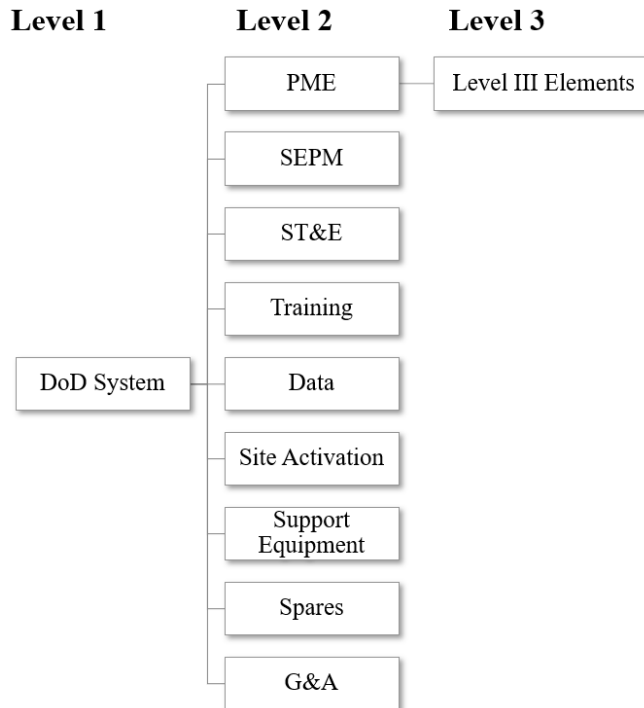 Level 1 Level 2 Level 3
PME Level III Elements
SEPM
ST&E
Training
DoD System Data
Site Activation
Support
Equipment
Spares
G&A